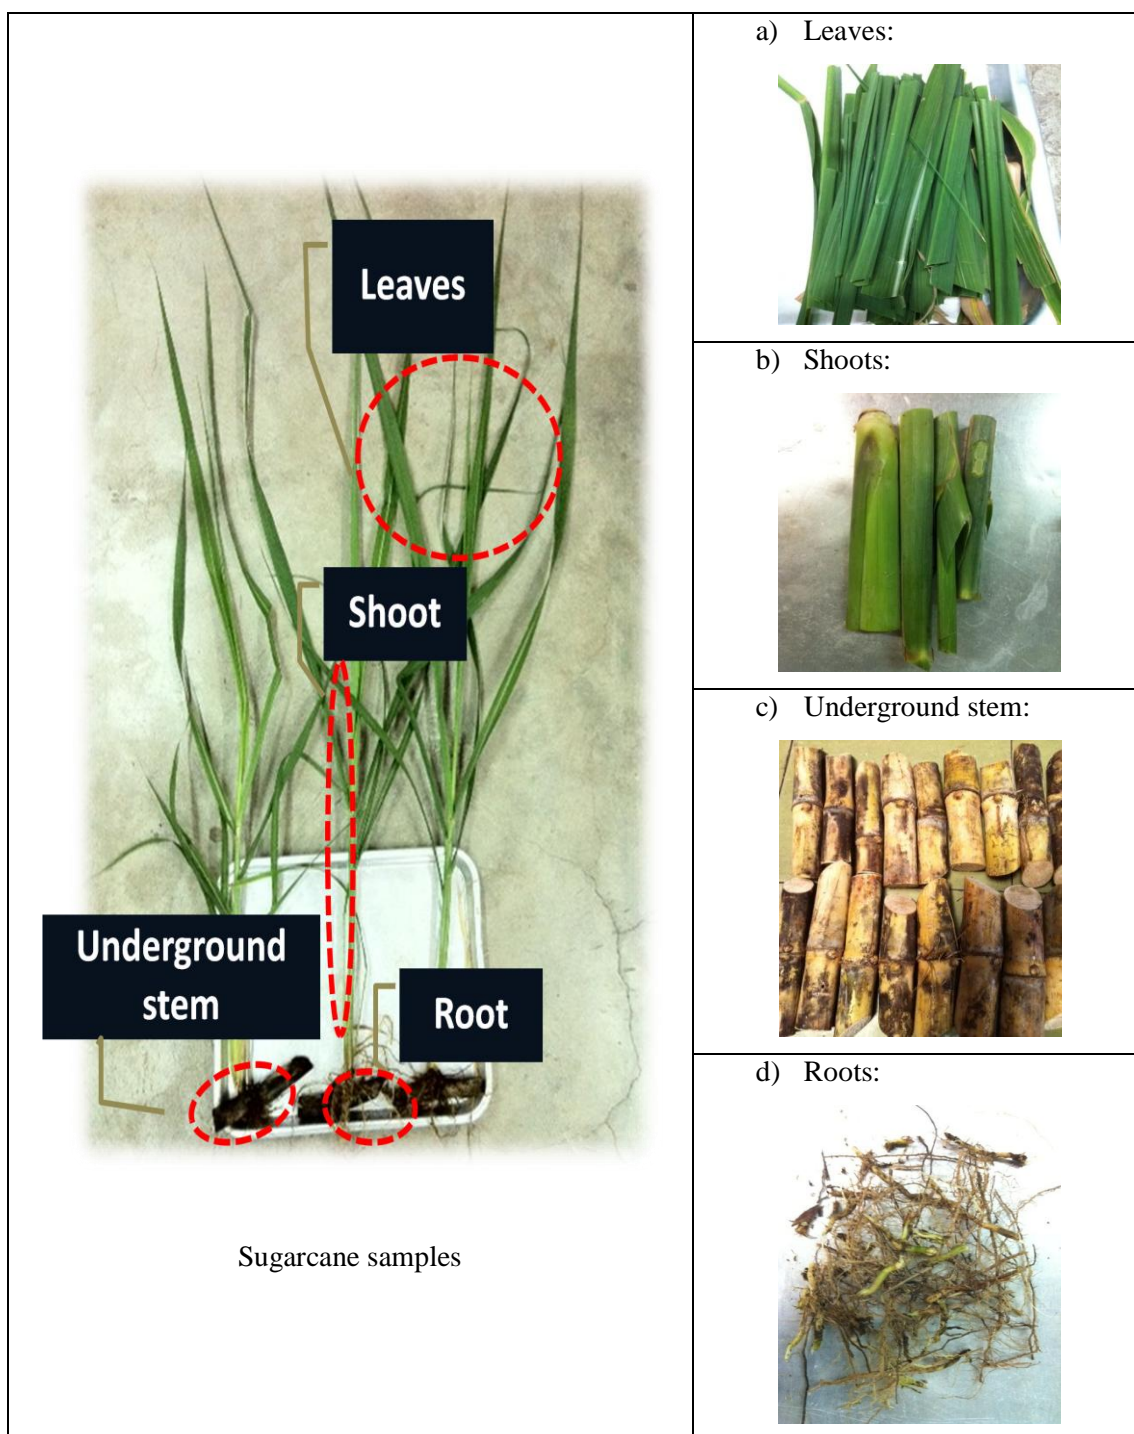 Leaves
Shoot
Underground
stem
Root
Sugarcane samples
a) Leaves:
b) Shoots:
c) Underground stem:
d) Roots: